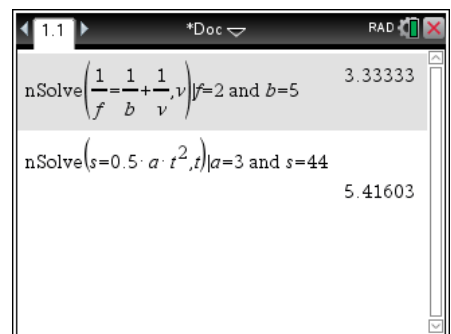 1.1 *Doc RAD
nSolve(1/f=1/b+1/v,v)|f=2 and b=5 3.33333
nSolve(s=0.5·a·t²,t)|a=3 and s=44
5.41603